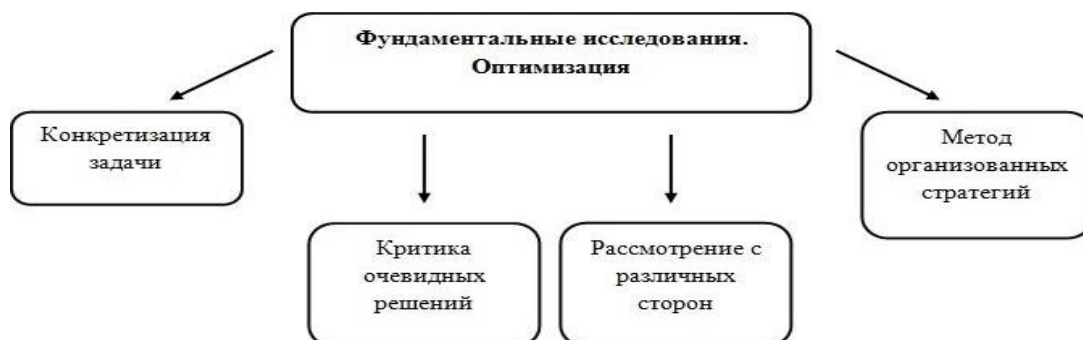 Фундаментальные исследования.
Оптимизация
Конкретизация
задачи
Метод
организованных
стратегий
Критика
очевидных
решений
Рассмотрение с
различных
сторон